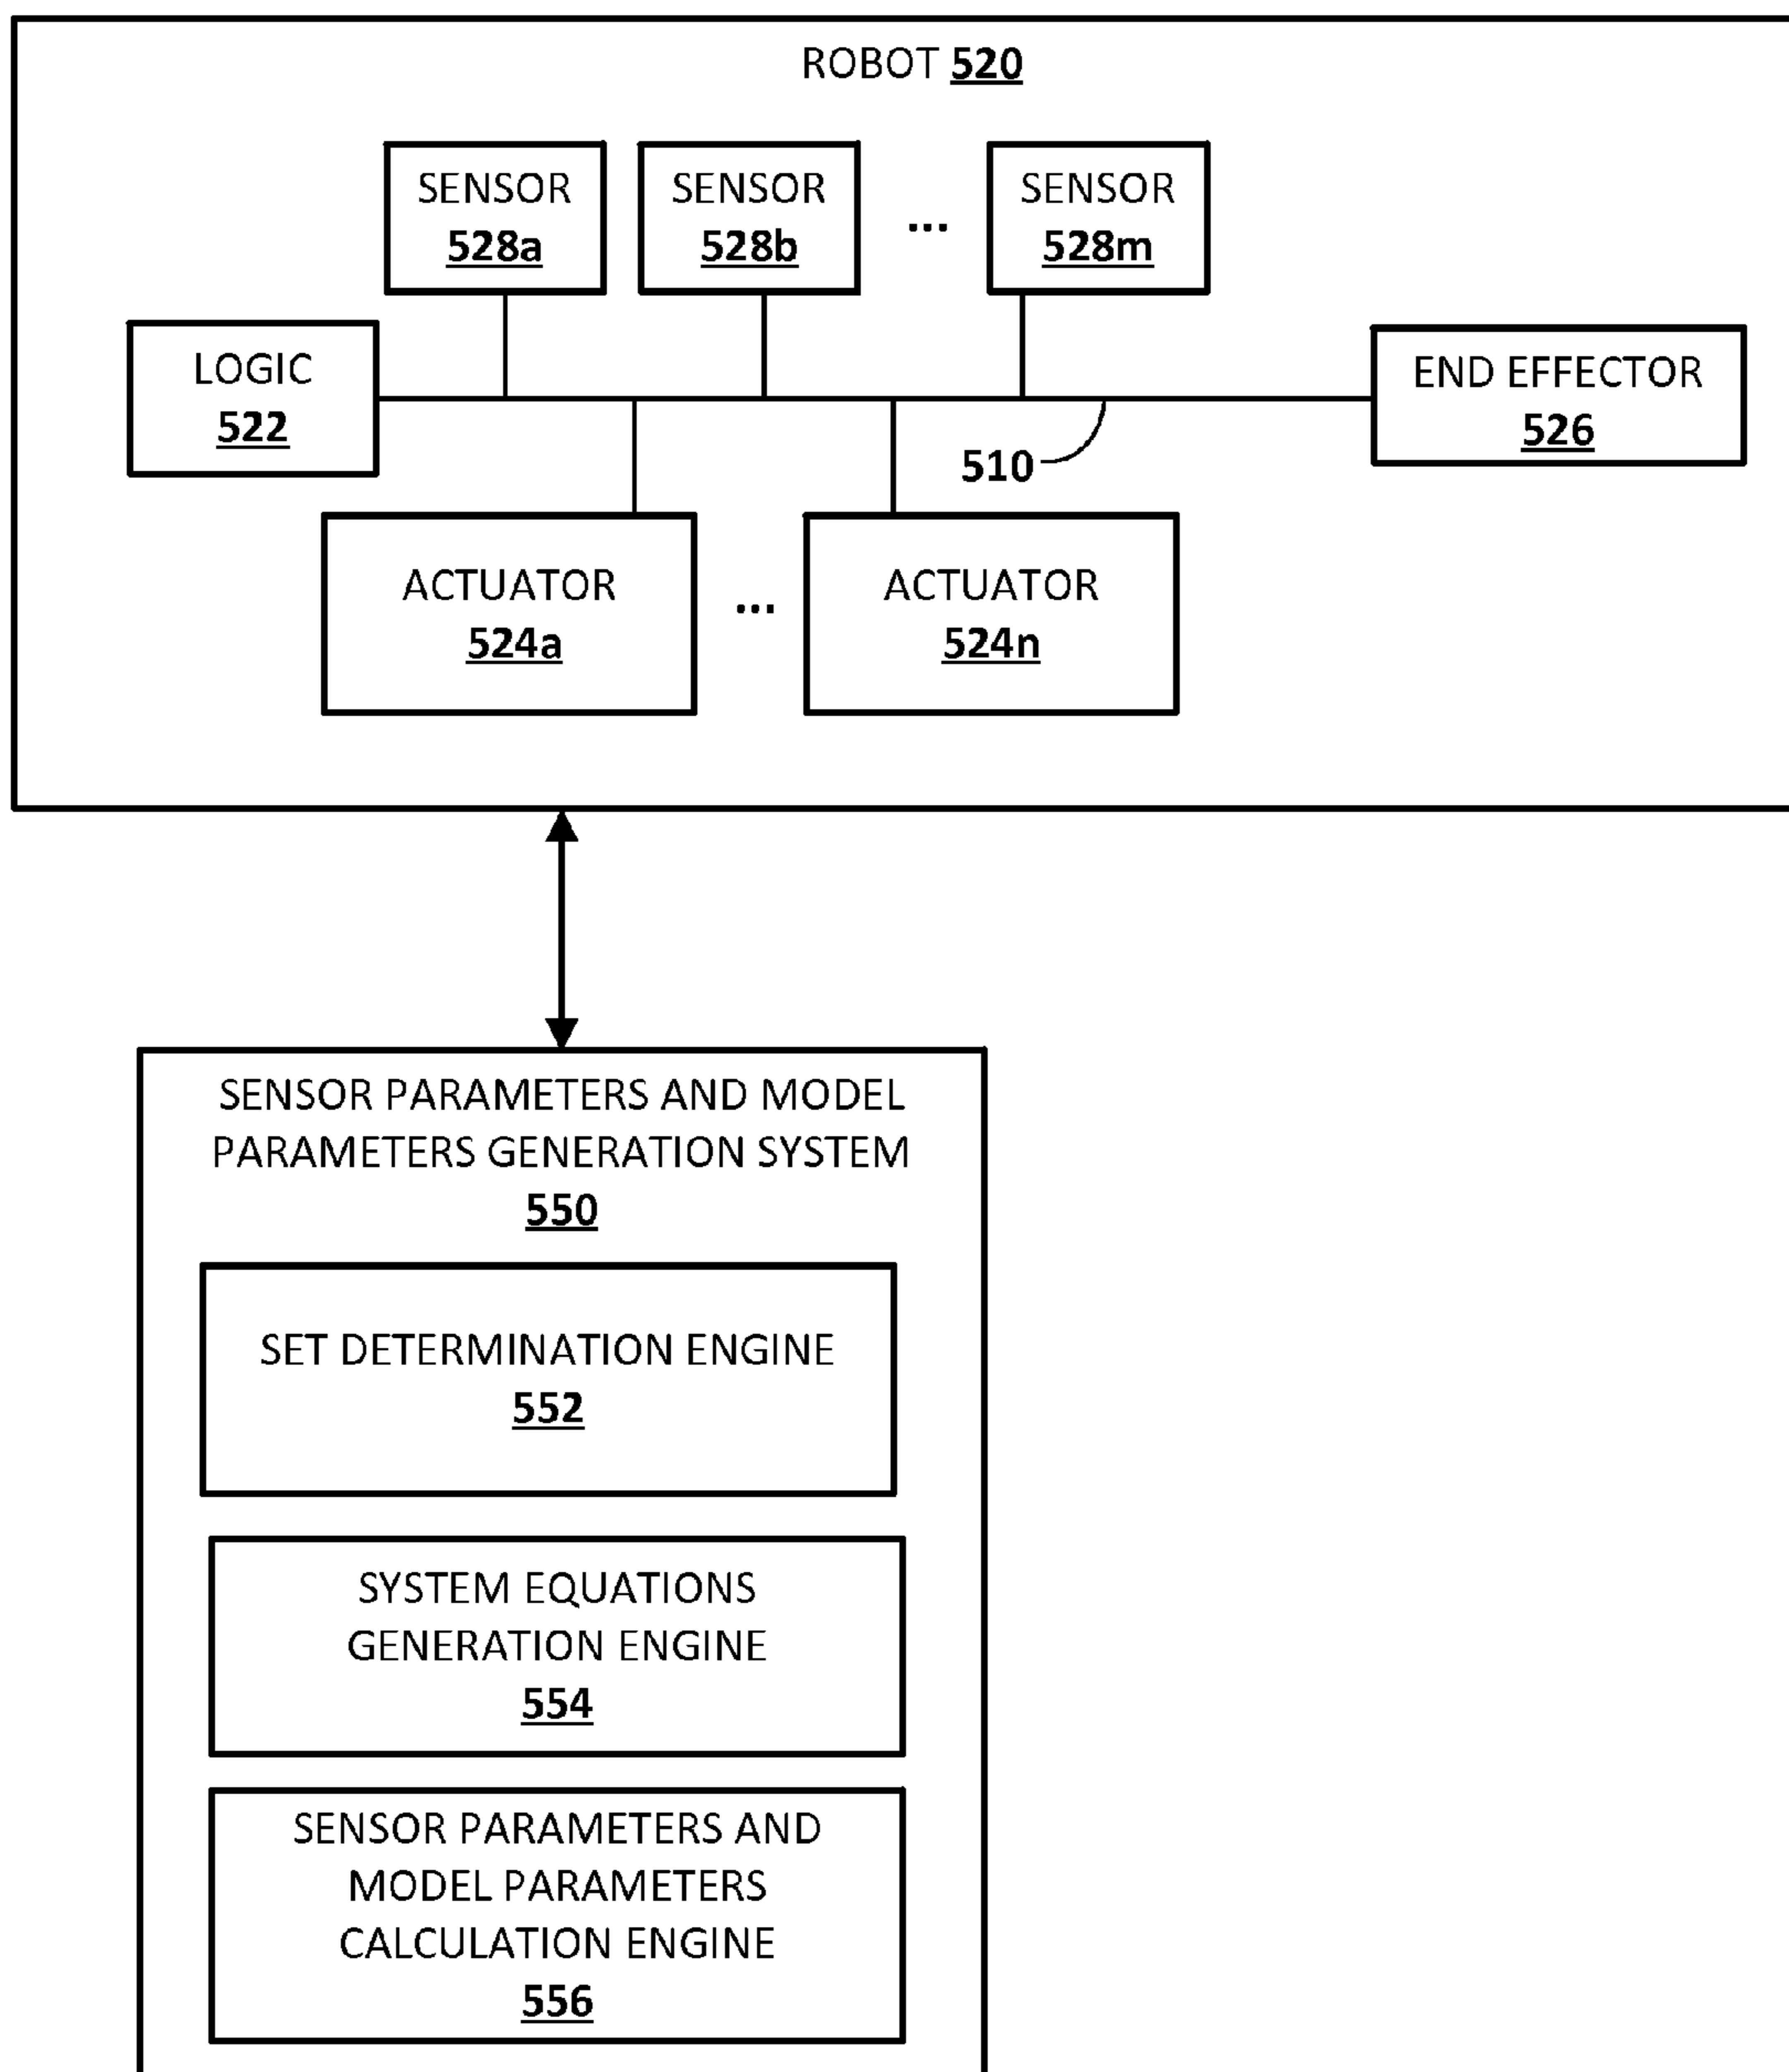 ROBOT 520
SENSOR
528a
SENSOR
528b
...
SENSOR
528m
LOGIC
522
END EFFECTOR
526
510
ACTUATOR
524a
...
ACTUATOR
524n
SENSOR PARAMETERS AND MODEL
PARAMETERS GENERATION SYSTEM
550
SET DETERMINATION ENGINE
552
SYSTEM EQUATIONS
GENERATION ENGINE
554
SENSOR PARAMETERS AND
MODEL PARAMETERS
CALCULATION ENGINE
556